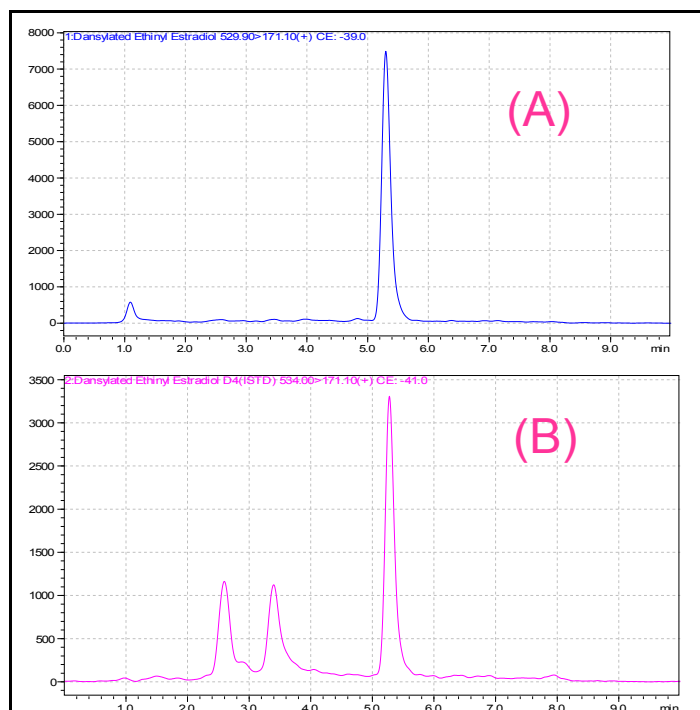 8000
1:Dansylated Ethinyl Estradiol 529.90>171.10(+) CE: -39.0
7000
(A)
6000
5000
4000
3000
2000
1000
0
0.0 1.0 2.0 3.0 4.0 5.0 6.0 7.0 8.0 9.0 min
3500
2:Dansylated Ethinyl Estradiol D4(ISTD) 534.00>171.10(+) CE: -41.0
3000
(B)
2500
2000
1500
1000
500
0
1.0 2.0 3.0 4.0 5.0 6.0 7.0 8.0 9.0 min